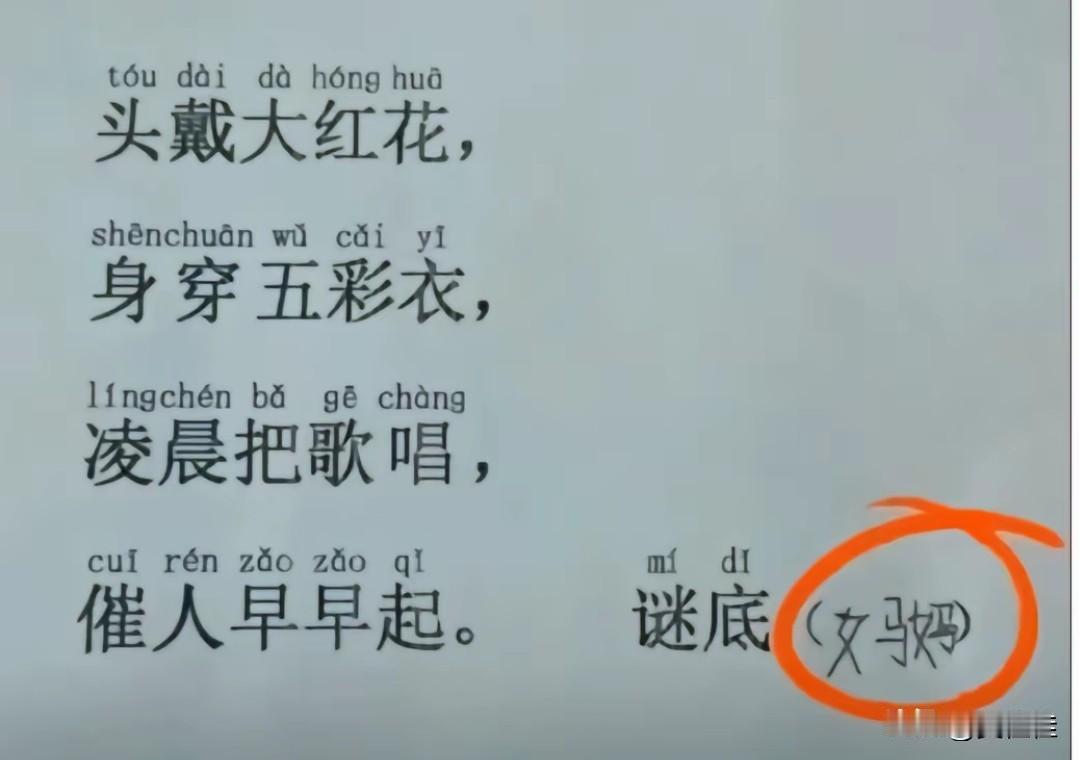 tóu dài dà hóng huā
头戴大红花，
shēnchuān wǔ cǎi yī
身穿五彩衣，
língchén bǎ gē chàng
凌晨把歌唱，
cuī rén zǎo zǎo qǐ
催人早早起。
mí dǐ
谜底（女马妈）